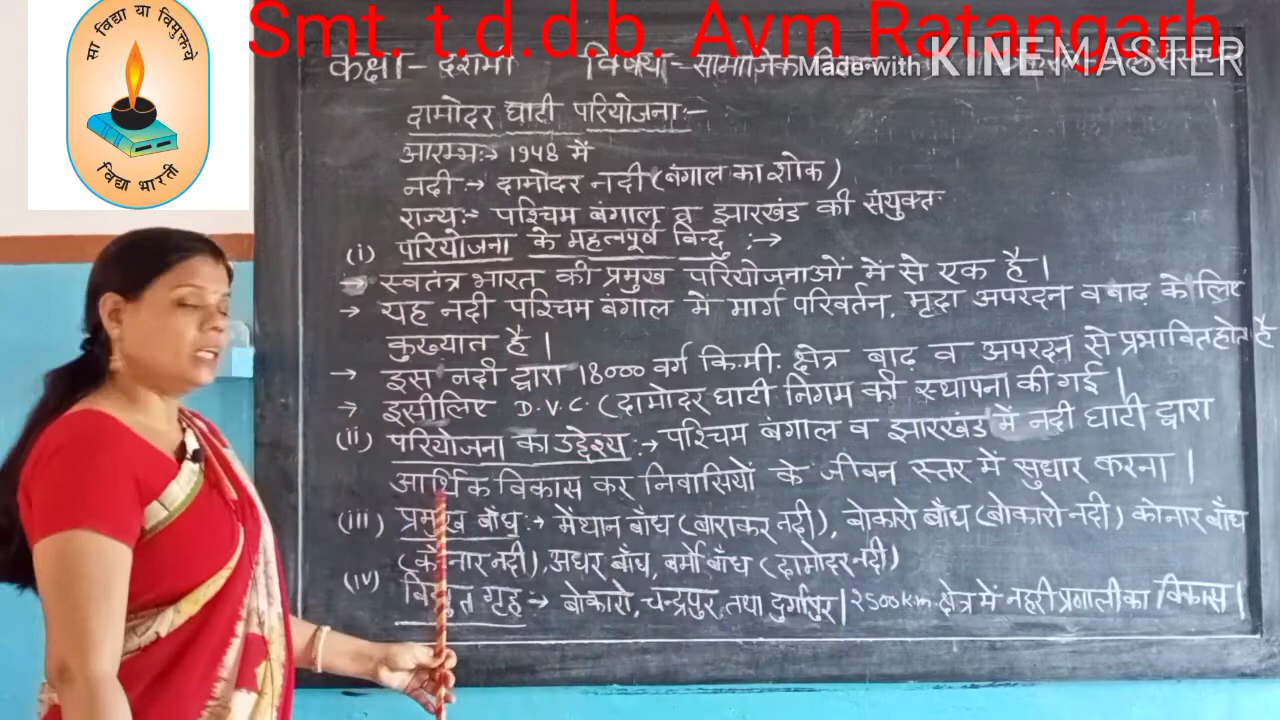 सा विद्या या विमुक्तये
विद्या भारती
Smt. t.d.d.b. Avm Ratangarh
Made with KINEMASTER
कक्षा - दशमी विषय - सामाजिक
दामोदर घाटी परियोजना :-
आरम्भ :→ 1948 में
नदी → दामोदर नदी (बंगाल का शोक)
राज्य :- पश्चिम बंगाल व झारखंड की संयुक्त
(i) परियोजना के महत्वपूर्व विन्दु :→
→ स्वतंत्र भारत की प्रमुख परियोजनाओं में से एक है।
→ यह नदी पश्चिम बंगाल में मार्ग परिवर्तन, मृदा अपरदन व बाढ़ के लिए
कुख्यात है।
→ इस नदी द्वारा 18000 वर्ग कि.मी. क्षेत्र बाढ़ व अपरदन से प्रभावित होत है
→ इसीलिए D.V.C. (दामोदर घाटी निगम की स्थापना की गई।
(ii) परियोजना का उद्देश्य :→ पश्चिम बंगाल व झारखंड में नदी घाटी द्वारा
आर्थिक विकास कर निवासियों के जीवन स्तर में सुधार करना।
(iii) प्रमुख बाँध :→ मेंथान बाँध (बाराकर नदी), बोकारो बाँध (बोकारो नदी) कोनार बाँध
(कोनार नदी), अधर बाँध, बर्मो बाँध (दामोदर नदी)
(iv) विद्युत गृह :→ बोकारो, चन्द्रपुर तथा दुर्गापुर। 2500 km. क्षेत्र में नहरी प्रणाली का विकास।